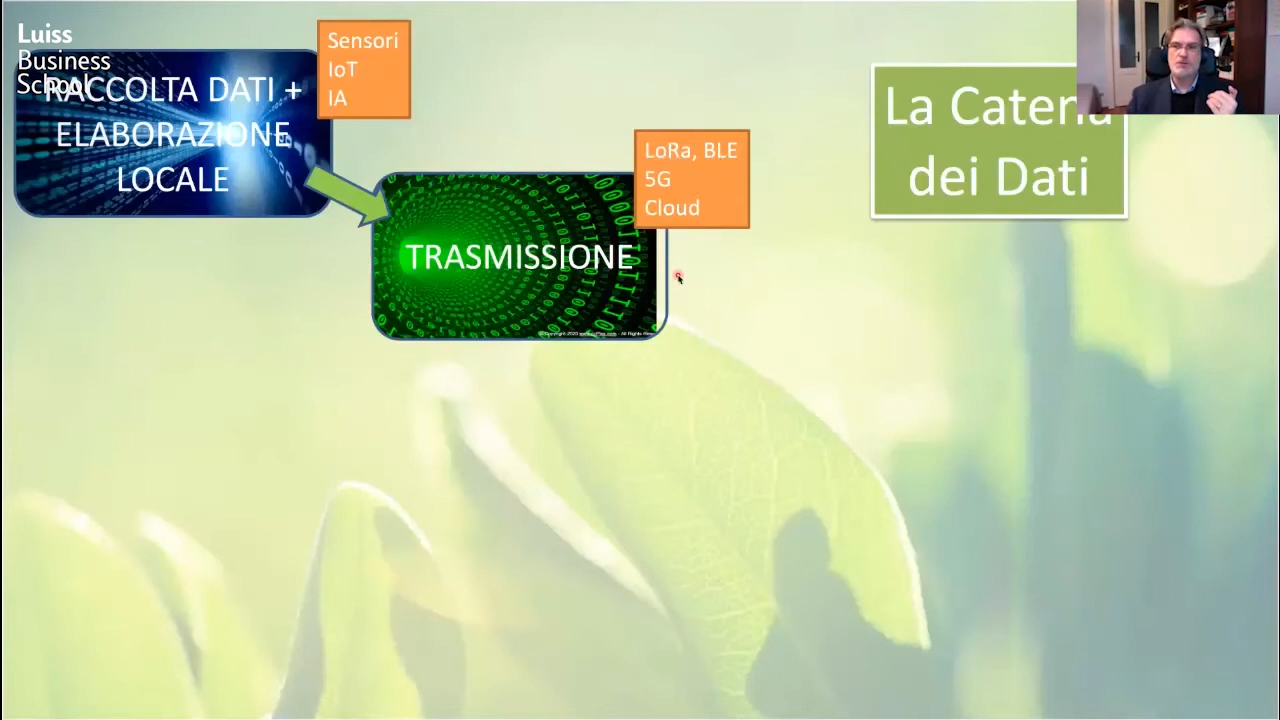 Luiss
Business
School
RACCOLTA DATI +
ELABORAZIONE
LOCALE
Sensori
IoT
IA
TRASMISSIONE
LoRa, BLE
5G
Cloud
La Catena
dei Dati